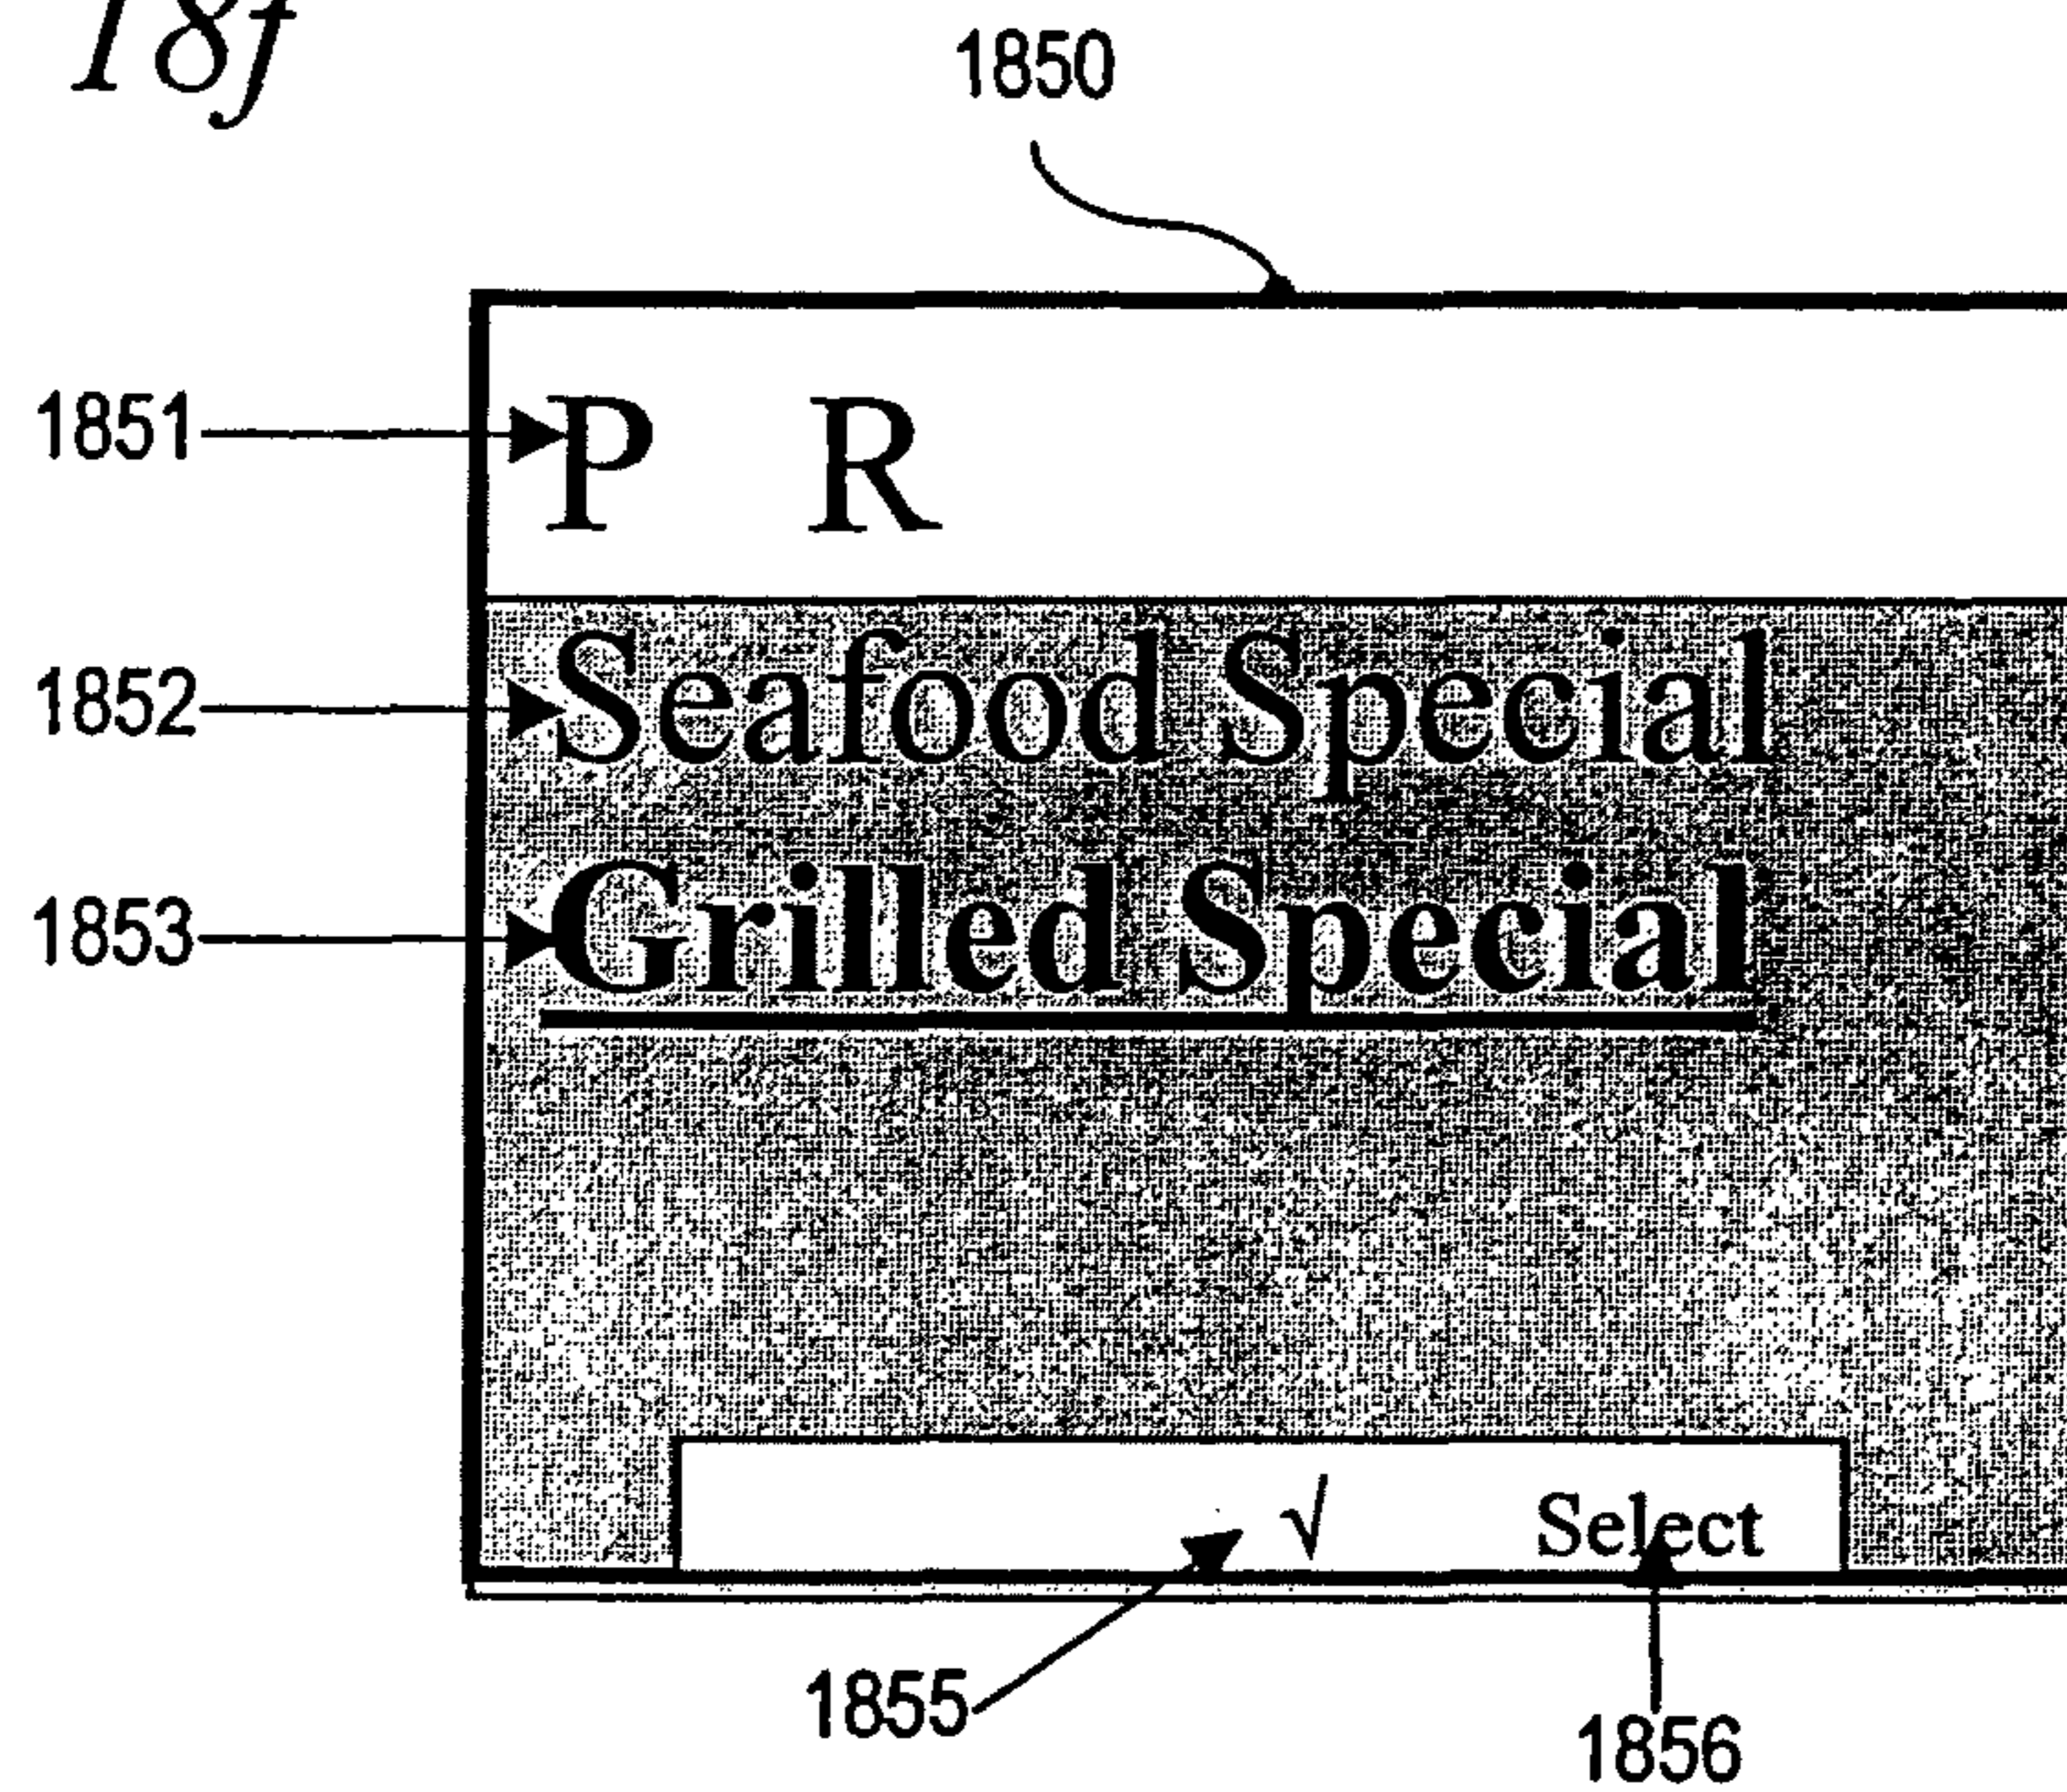 18f
1850
1851 P R
1852 Seafood Special
1853 Grilled Special
√ Select
1855
1856